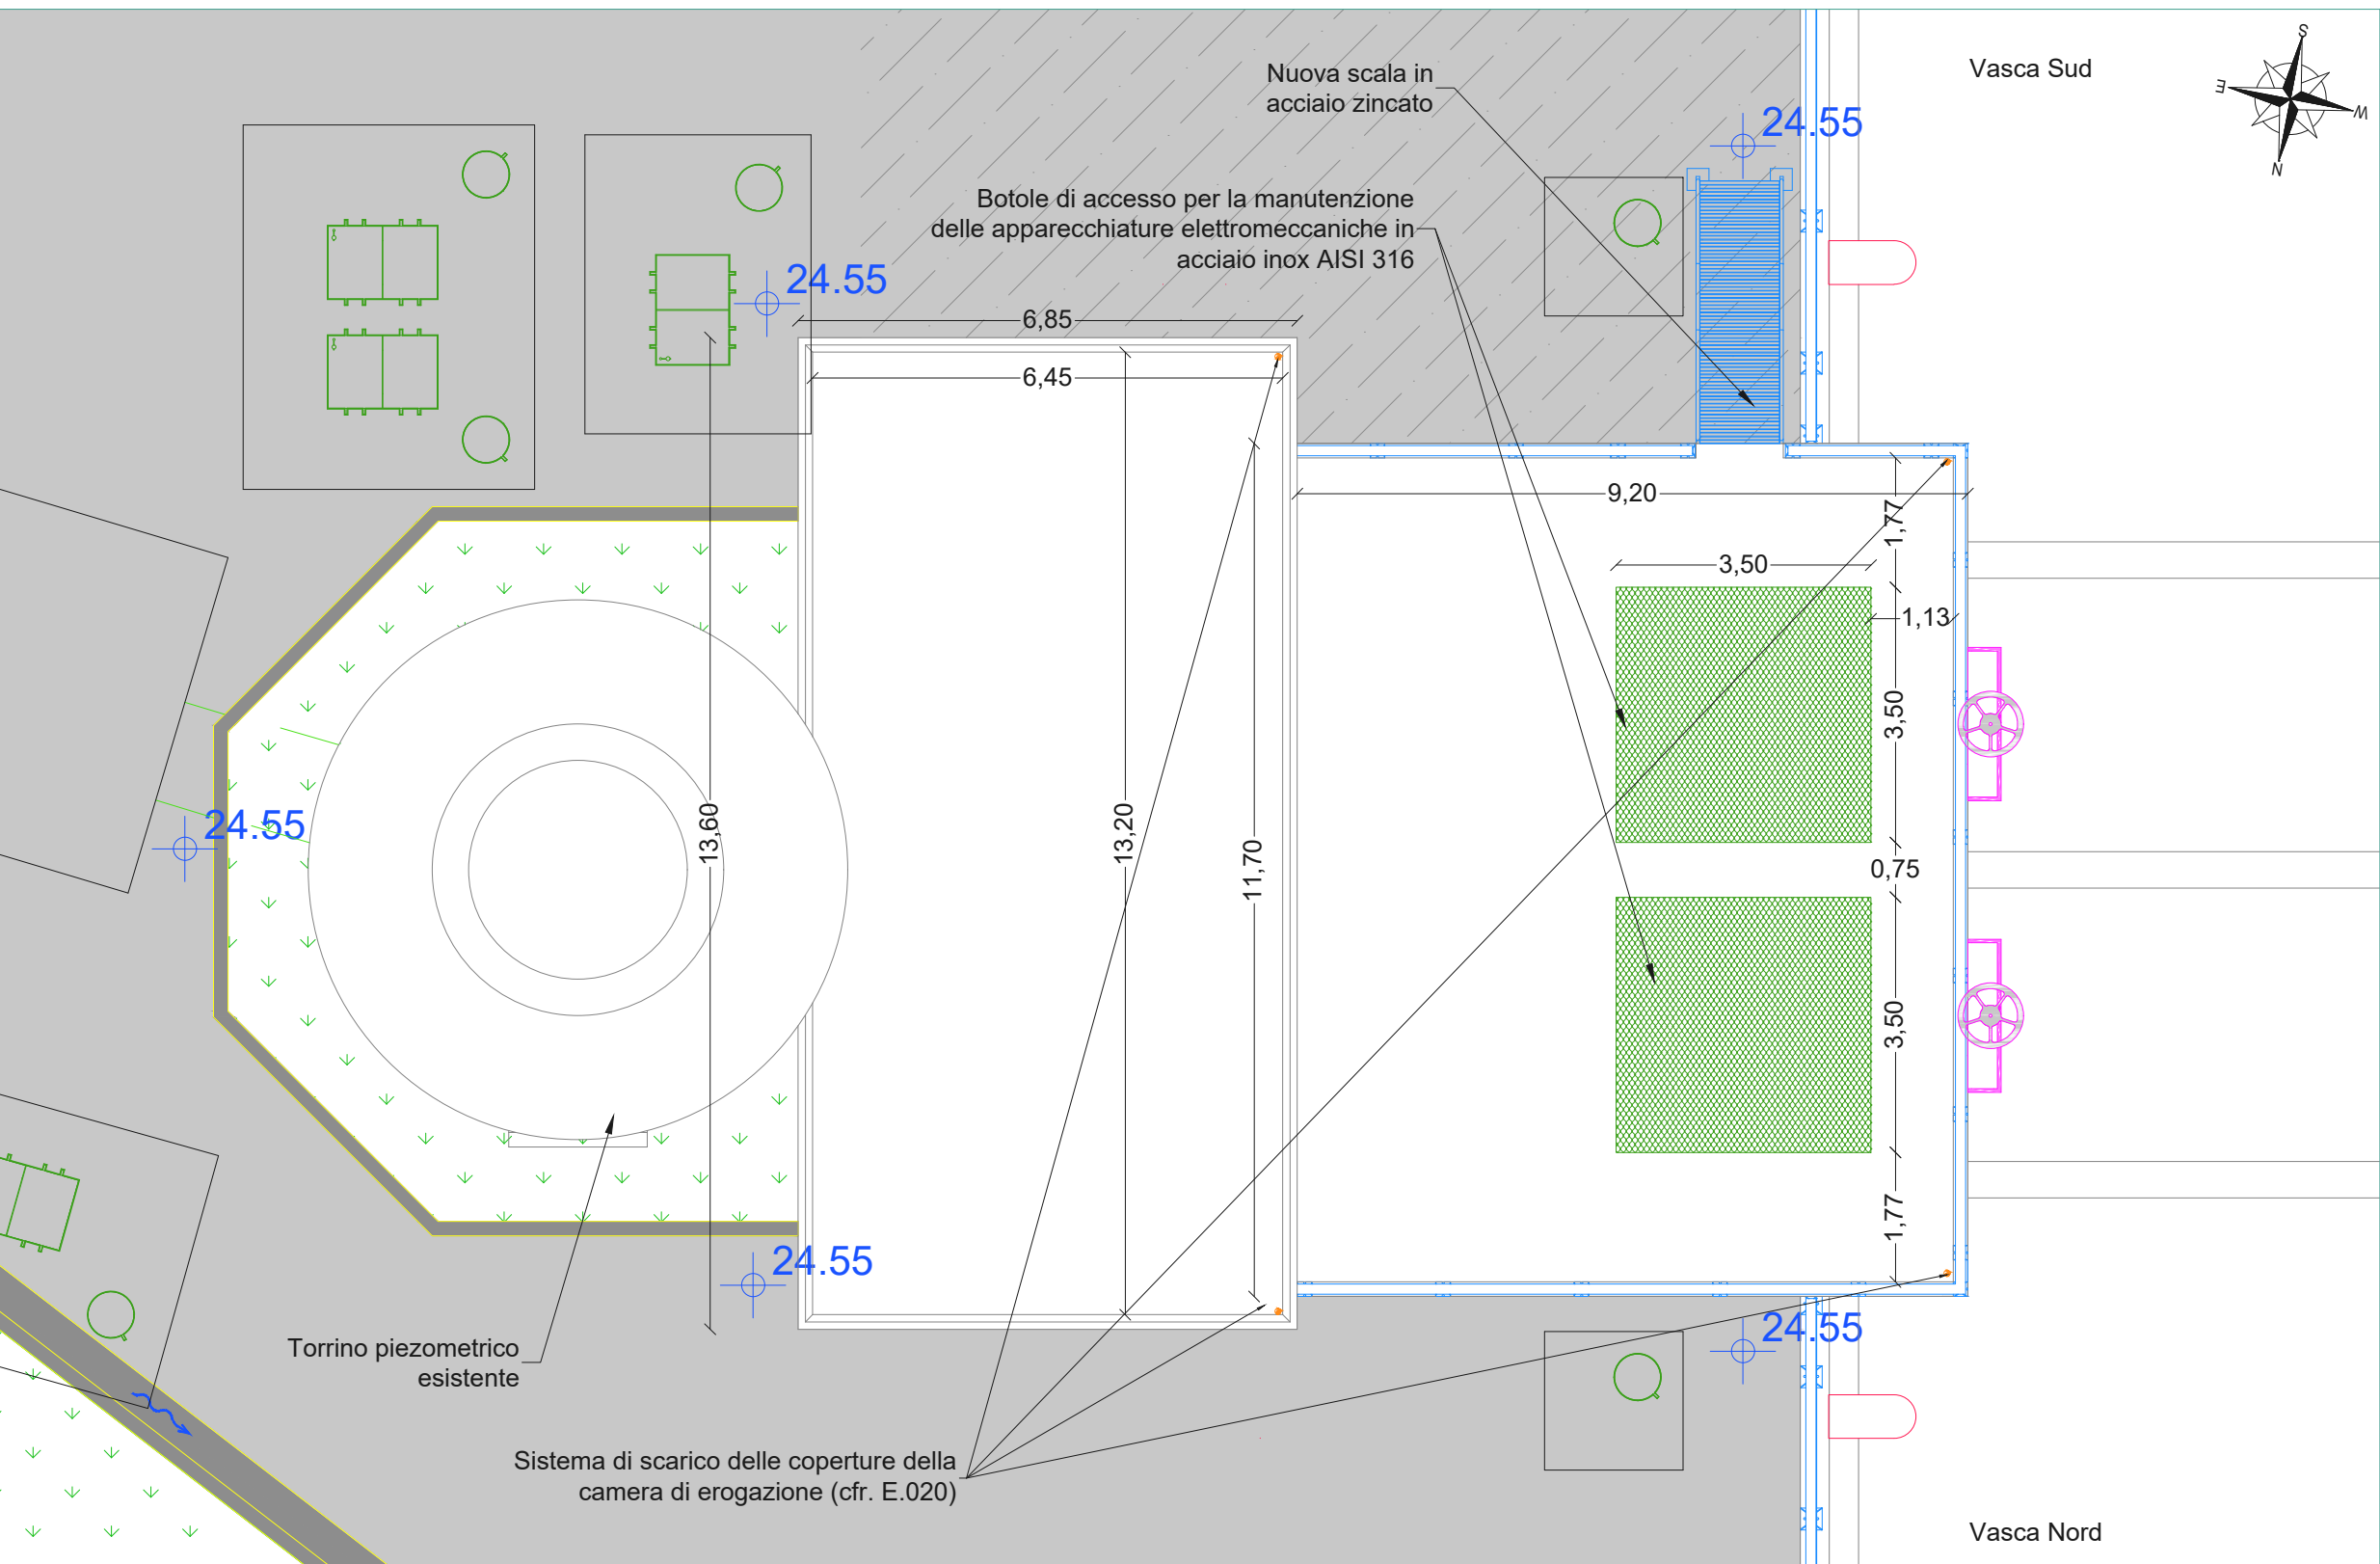 Nuova scala in
acciaio zincato
Vasca Sud
S
E
W
N
24.55
Botole di accesso per la manutenzione
delle apparecchiature elettromeccaniche in
acciaio inox AISI 316
24.55
6,85
6,45
9,20
1,77
3,50
1,13
3,50
24.55
13,60
13,20
11,70
0,75
3,50
1,77
24.55
24.55
Torrino piezometrico
esistente
Sistema di scarico delle coperture della
camera di erogazione (cfr. E.020)
Vasca Nord